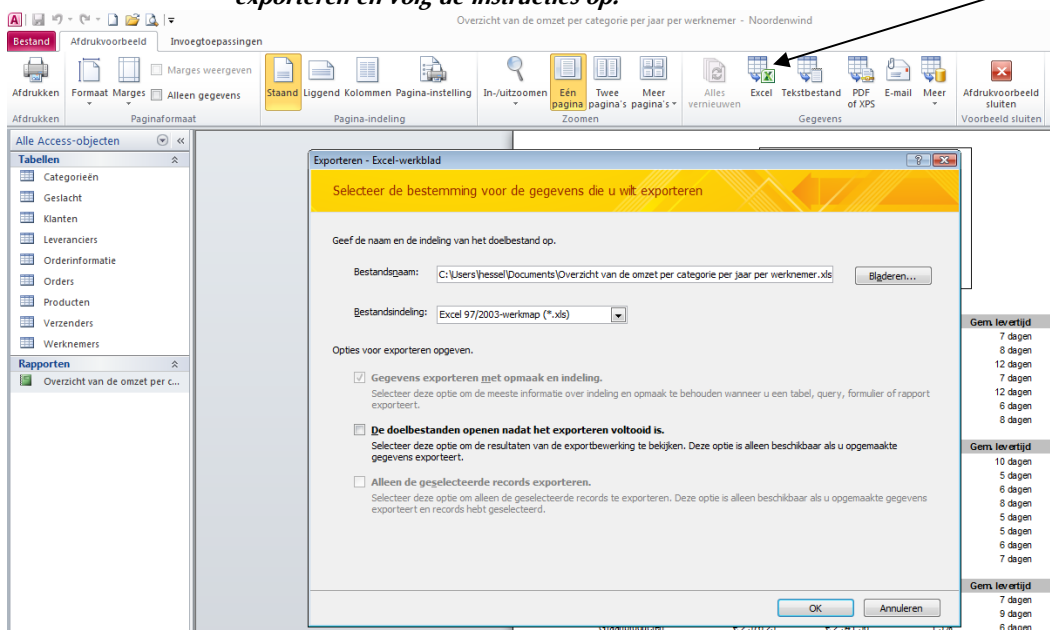 exporteren en volg de instructies op.
Overzicht van de omzet per categorie per jaar per werknemer - Noordenwind
Bestand Afdrukvoorbeeld Invoegtoepassingen
Afdrukken Formaat Marges Marges weergeven Alleen gegevens Staand Liggend Kolommen Pagina-instelling In-/uitzoomen Eén pagina Twee pagina's Meer pagina's Alles vernieuwen Excel Tekstbestand PDF of XPS E-mail Meer Afdrukvoorbeeld sluiten
Afdrukken Paginaformaat Pagina-indeling Zoomen Gegevens Voorbeeld sluiten
Alle Access-objecten
Tabellen
Categorieën
Geslacht
Klanten
Leveranciers
Orderinformatie
Orders
Producten
Verzenders
Werknemers
Rapporten
Overzicht van de omzet per c...
Exporteren - Excel-werkblad
Selecteer de bestemming voor de gegevens die u wilt exporteren
Geef de naam en de indeling van het doelbestand op.
Bestandsnaam: C:\Users\hessel\Documents\Overzicht van de omzet per categorie per jaar per werknemer.xls Bladeren...
Bestandsindeling: Excel 97/2003-werkmap (*.xls)
Opties voor exporteren opgeven.
Gegevens exporteren met opmaak en indeling.
Selecteer deze optie om de meeste informatie over indeling en opmaak te behouden wanneer u een tabel, query, formulier of rapport
exporteert.
De doelbestanden openen nadat het exporteren voltooid is.
Selecteer deze optie om de resultaten van de exportbewerking te bekijken. Deze optie is alleen beschikbaar als u opgemaakte
gegevens exporteert.
Alleen de geselecteerde records exporteren.
Selecteer deze optie om alleen de geselecteerde records te exporteren. Deze optie is alleen beschikbaar als u opgemaakte gegevens
exporteert en records hebt geselecteerd.
OK Annuleren
Gem. levertijd
7 dagen
8 dagen
12 dagen
7 dagen
12 dagen
6 dagen
8 dagen
Gem. levertijd
10 dagen
5 dagen
6 dagen
8 dagen
5 dagen
5 dagen
6 dagen
7 dagen
Gem. levertijd
7 dagen
9 dagen
6 dagen